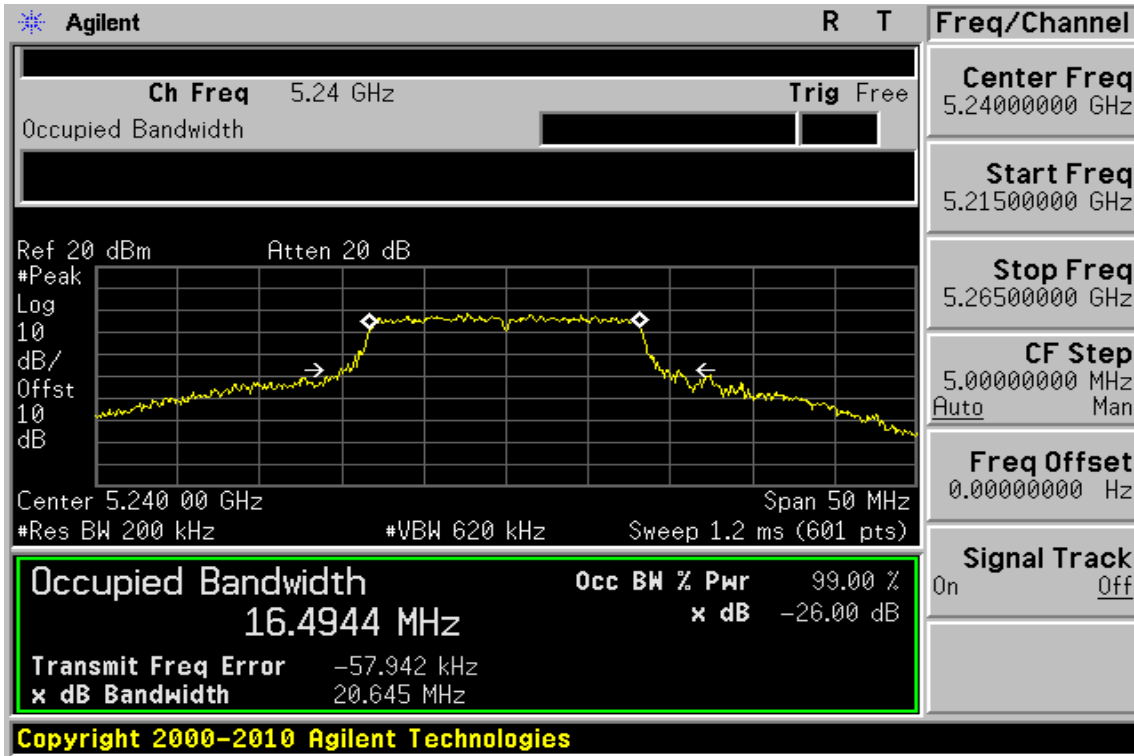 Agilent R T
Freq/Channel
Ch Freq 5.24 GHz Trig Free
Occupied Bandwidth
Center Freq
5.24000000 GHz
Start Freq
5.21500000 GHz
Stop Freq
5.26500000 GHz
CF Step
5.00000000 MHz
Auto Man
Freq Offset
0.00000000 Hz
Signal Track
On Off
Ref 20 dBm Atten 20 dB
#Peak
Log
10
dB/
Offst
10
dB
Center 5.240 00 GHz Span 50 MHz
#Res BW 200 kHz #VBW 620 kHz Sweep 1.2 ms (601 pts)
Occupied Bandwidth Occ BW % Pwr 99.00 %
16.4944 MHz x dB -26.00 dB
Transmit Freq Error -57.942 kHz
x dB Bandwidth 20.645 MHz
Copyright 2000-2010 Agilent Technologies